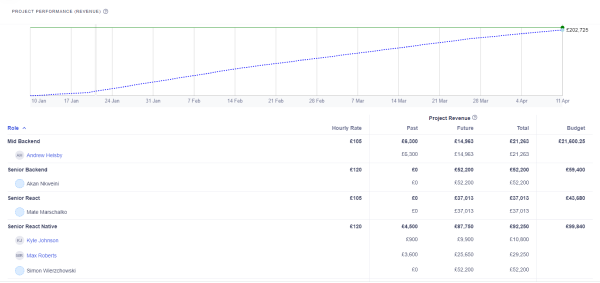 PROJECT PERFORMANCE (REVENUE)
£202,725
10 Jan 17 Jan 24 Jan 31 Jan 7 Feb 14 Feb 21 Feb 28 Feb 7 Mar 14 Mar 21 Mar 28 Mar 4 Apr 11 Apr
Project Revenue
Role Hourly Rate Past Future Total Budget
Mid Backend £105 £6,300 £14,963 £21,263 £21,600.25
AH Andrew Helsby £6,300 £14,963 £21,263
Senior Backend £120 £0 £52,200 £52,200 £59,400
Akan Nkweini £0 £52,200 £52,200
Senior React £105 £0 £37,013 £37,013 £43,680
Mate Marschalko £0 £37,013 £37,013
Senior React Native £120 £4,500 £87,750 £92,250 £99,840
KJ Kyle Johnson £900 £9,900 £10,800
MR Max Roberts £3,600 £25,650 £29,250
Simon Wierzchowski £0 £52,200 £52,200